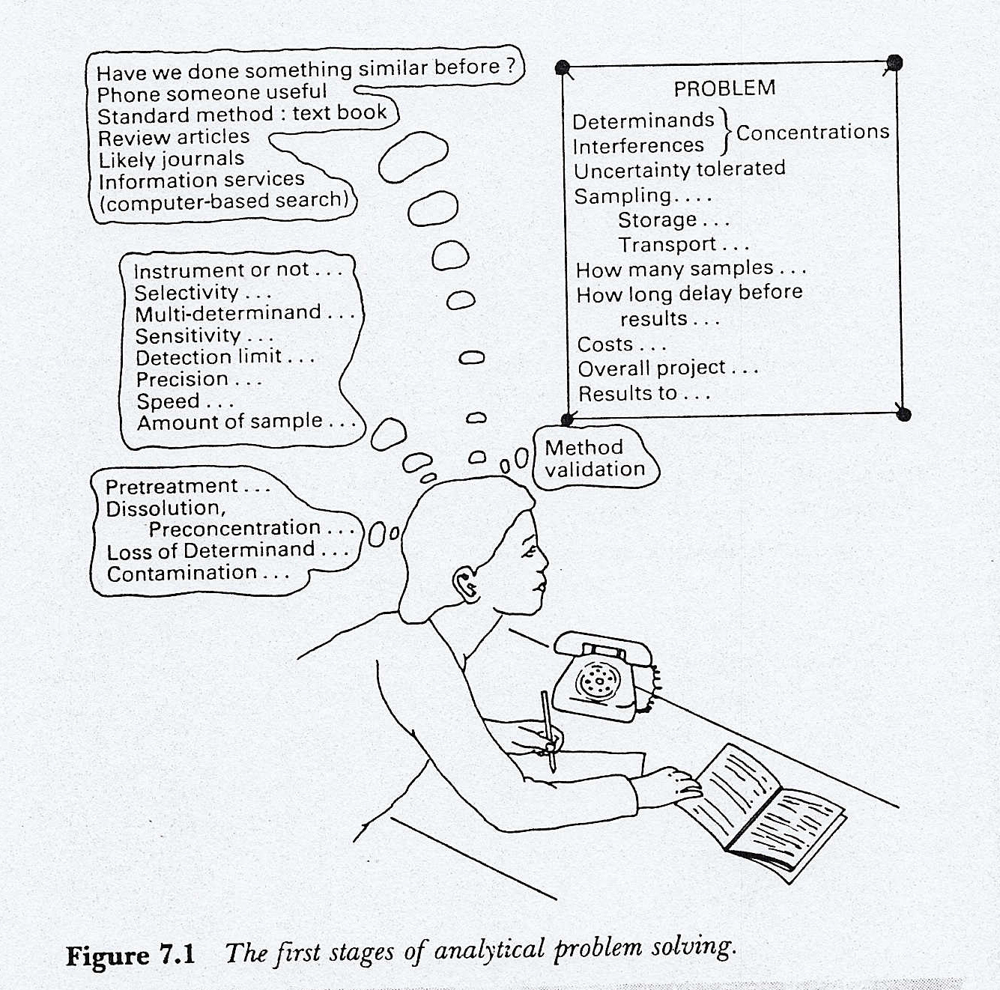 Have we done something similar before ?
Phone someone useful
Standard method : text book
Review articles
Likely journals
Information services
(computer-based search)
PROBLEM
Determinands
Interferences
Concentrations
Uncertainty tolerated
Sampling....
Storage ...
Transport ...
How many samples ...
How long delay before
results ...
Costs ...
Overall project ...
Results to ...
Instrument or not ...
Selectivity ...
Multi-determinand ...
Sensitivity ...
Detection limit ...
Precision ...
Speed ...
Amount of sample ...
Method
validation
Pretreatment ...
Dissolution,
Preconcentration ...
Loss of Determinand ...
Contamination ...
Figure 7.1 The first stages of analytical problem solving.